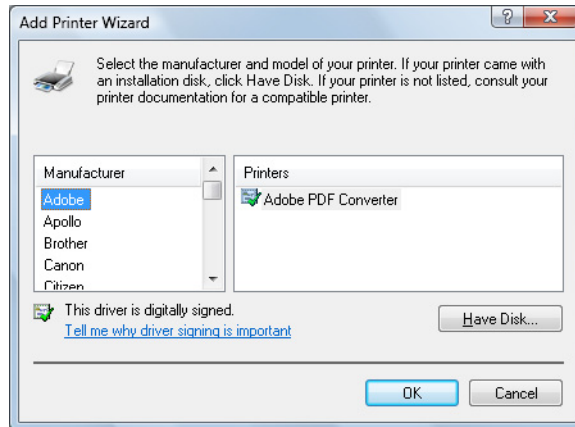 Add Printer Wizard
Select the manufacturer and model of your printer. If your printer came with
an installation disk, click Have Disk. If your printer is not listed, consult your
printer documentation for a compatible printer.
Manufacturer
Printers
Adobe
Adobe PDF Converter
Apollo
Brother
Canon
Citizen
This driver is digitally signed.
Tell me why driver signing is important
Have Disk...
OK
Cancel